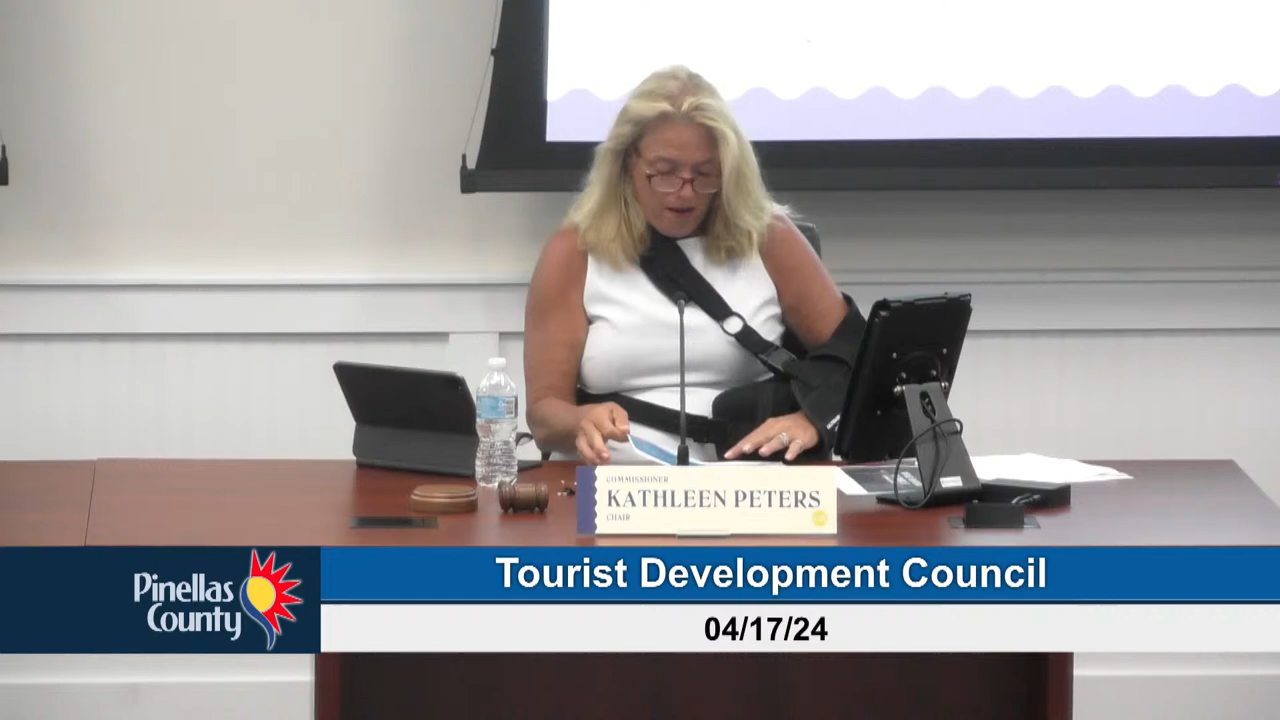 COMMISSIONER
KATHLEEN PETERS
CHAIR
Pinellas
County
Tourist Development Council
04/17/24